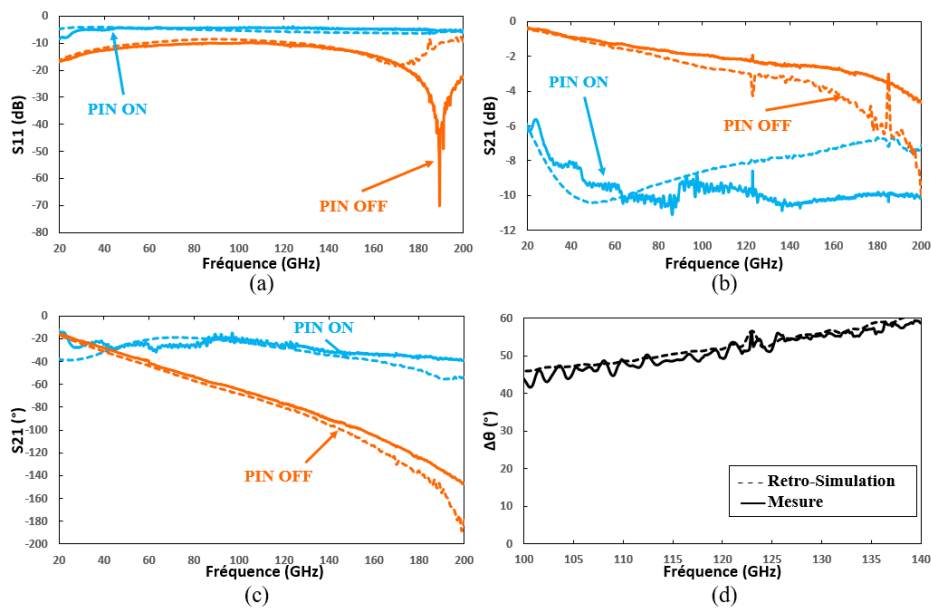 0
-10
-20
-30
-40
-50
-60
-70
-80
S11 (dB)
PIN ON
PIN OFF
20 40 60 80 100 120 140 160 180 200
Fréquence (GHz)
(a)
0
-2
-4
-6
-8
-10
-12
S21 (dB)
PIN OFF
PIN ON
20 40 60 80 100 120 140 160 180 200
Fréquence (GHz)
(b)
0
-20
-40
-60
-80
-100
-120
-140
-160
-180
-200
S21 (°)
PIN ON
PIN OFF
20 40 60 80 100 120 140 160 180 200
Fréquence (GHz)
(c)
60
50
40
30
20
10
0
Δθ (°)
Retro-Simulation
Mesure
100 105 110 115 120 125 130 135 140
Fréquence (GHz)
(d)